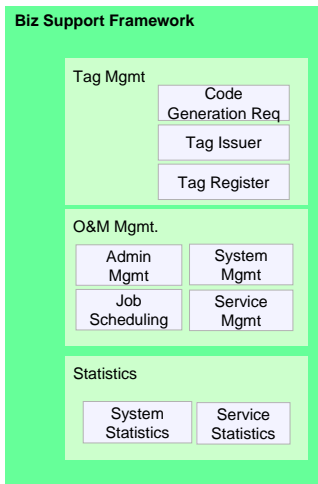 Biz Support Framework
Tag Mgmt
Code
Generation Req
Tag Issuer
Tag Register
O&M Mgmt.
Admin
Mgmt
System
Mgmt
Job
Scheduling
Service
Mgmt
Statistics
System
Statistics
Service
Statistics